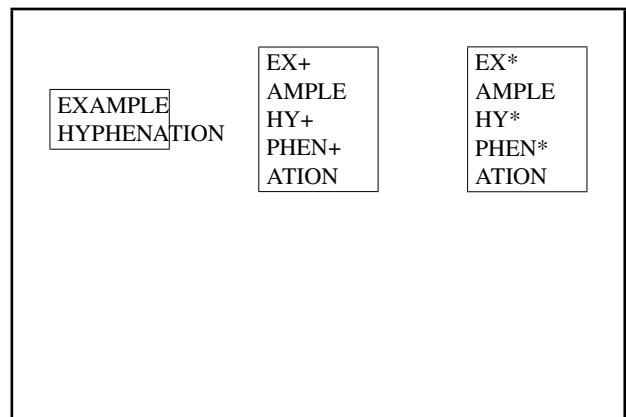 EXAMPLE
HYPHENATION
EX+
AMPLE
HY+
PHEN+
ATION
EX*
AMPLE
HY*
PHEN*
ATION